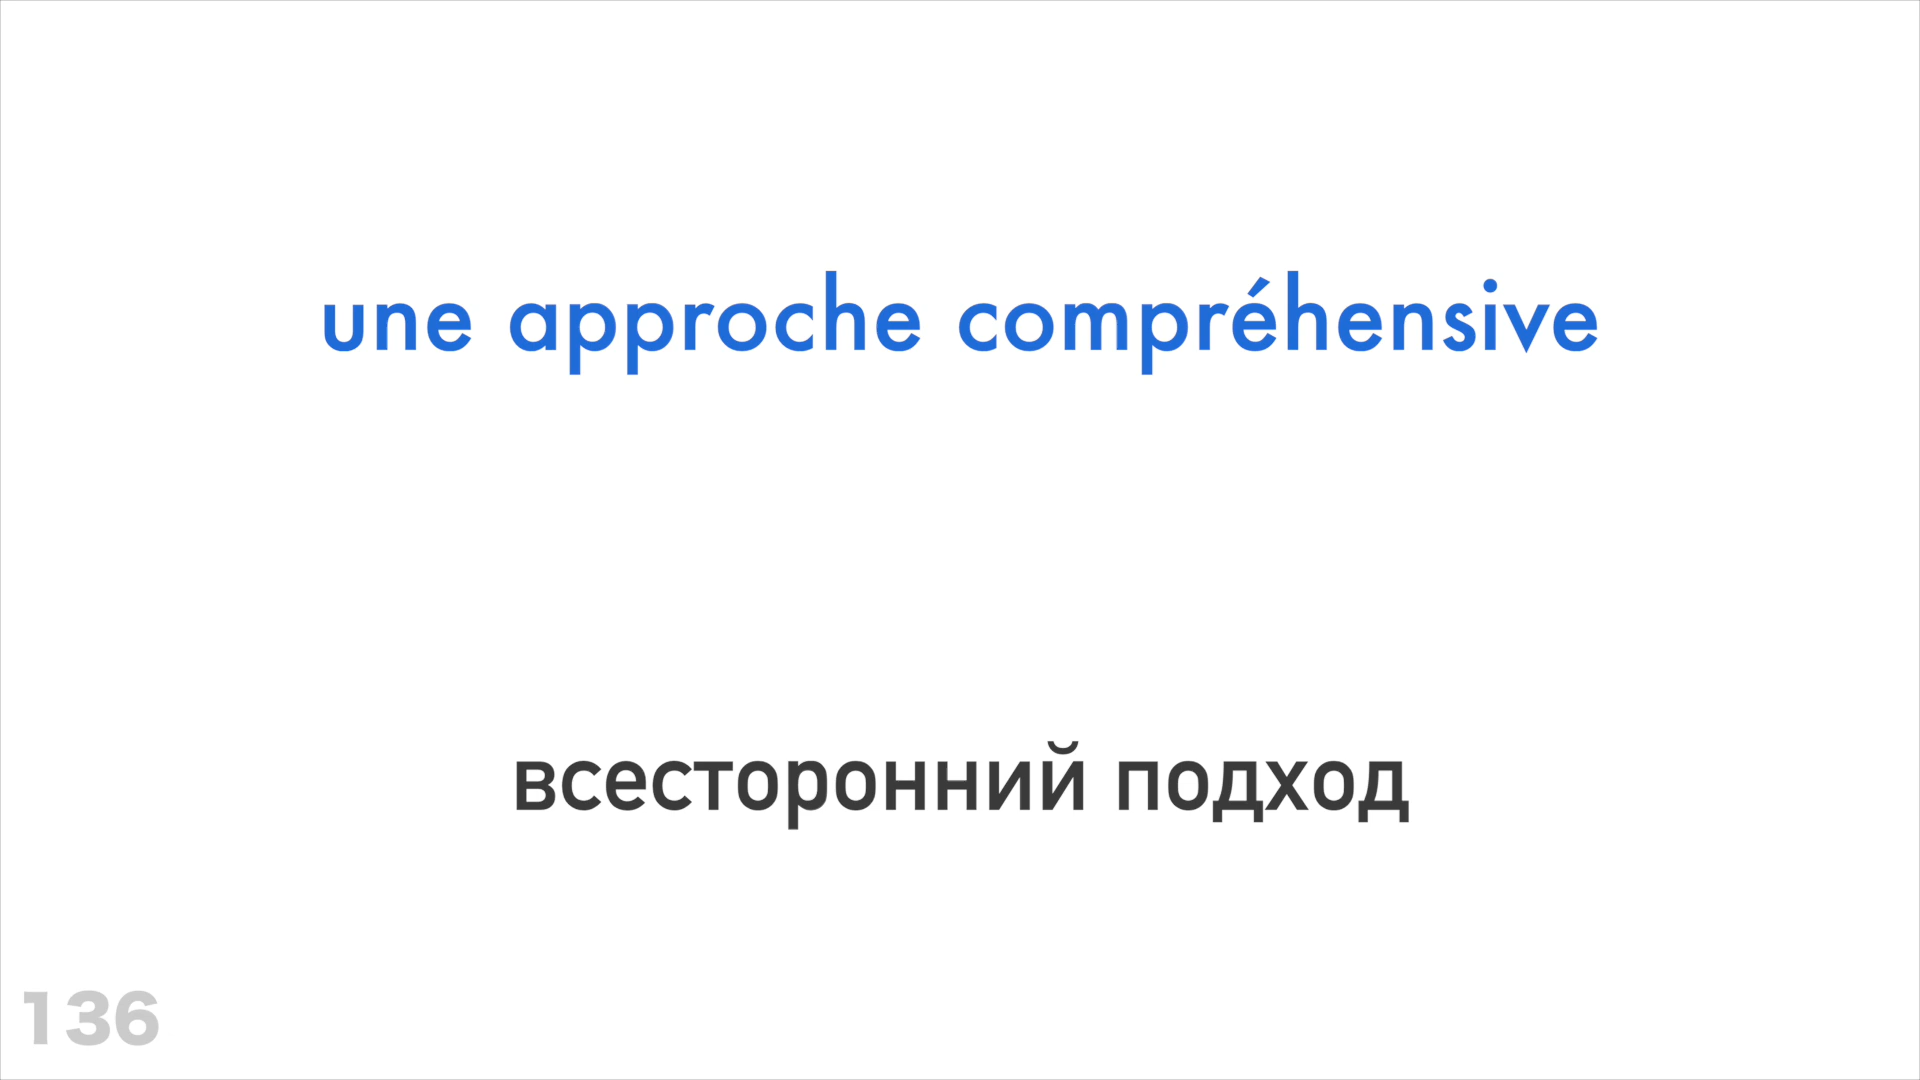 une approche compréhensive
всесторонний подход
136